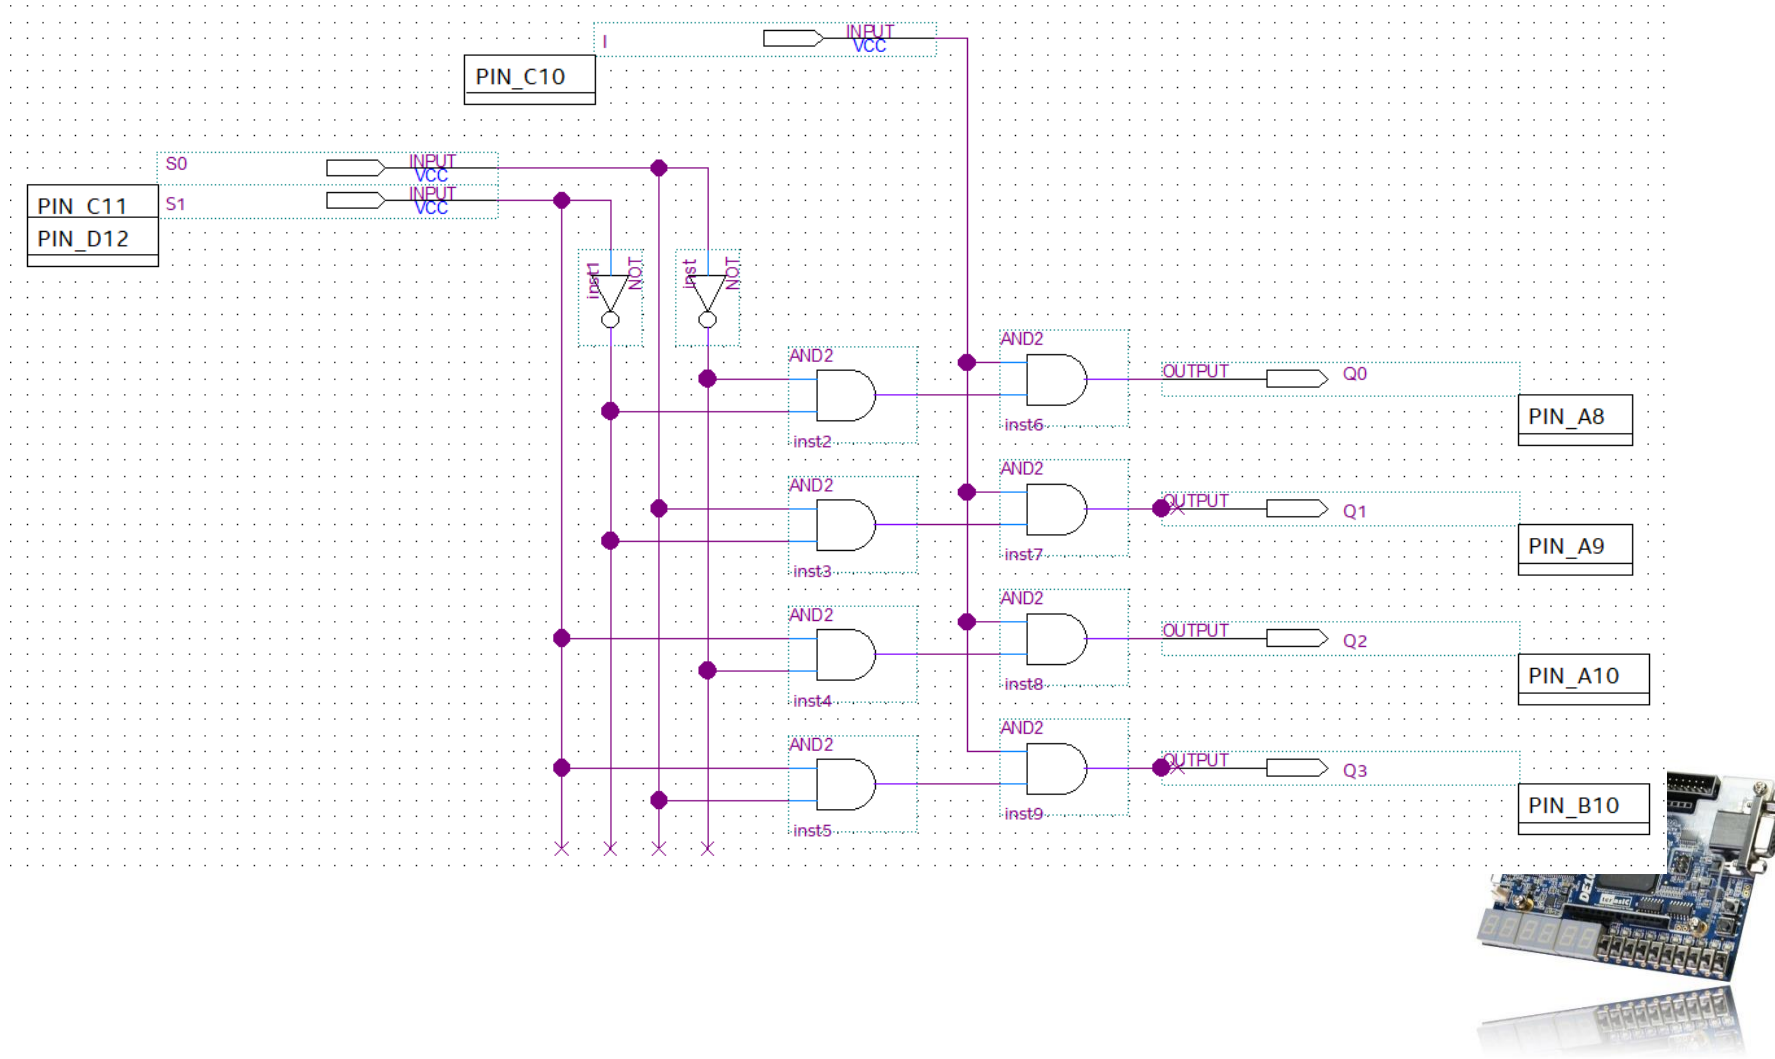 I
INPUT
VCC
PIN_C10
S0
INPUT
VCC
S1
INPUT
VCC
PIN_C11
PIN_D12
inst1
NOT
inst
NOT
AND2
inst2
AND2
inst6
OUTPUT
Q0
PIN_A8
AND2
inst3
AND2
inst7
OUTPUT
Q1
PIN_A9
AND2
inst4
AND2
inst8
OUTPUT
Q2
PIN_A10
AND2
inst5
AND2
inst9
OUTPUT
Q3
PIN_B10